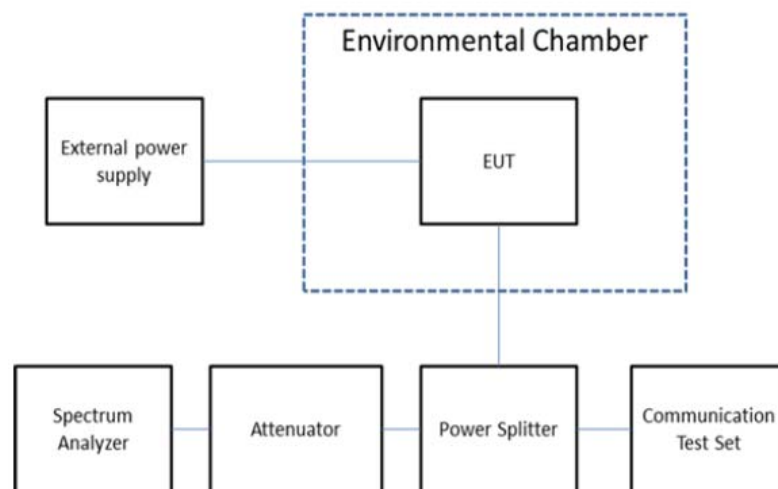 Environmental Chamber
External power
supply
EUT
Spectrum
Analyzer
Attenuator
Power Splitter
Communication
Test Set